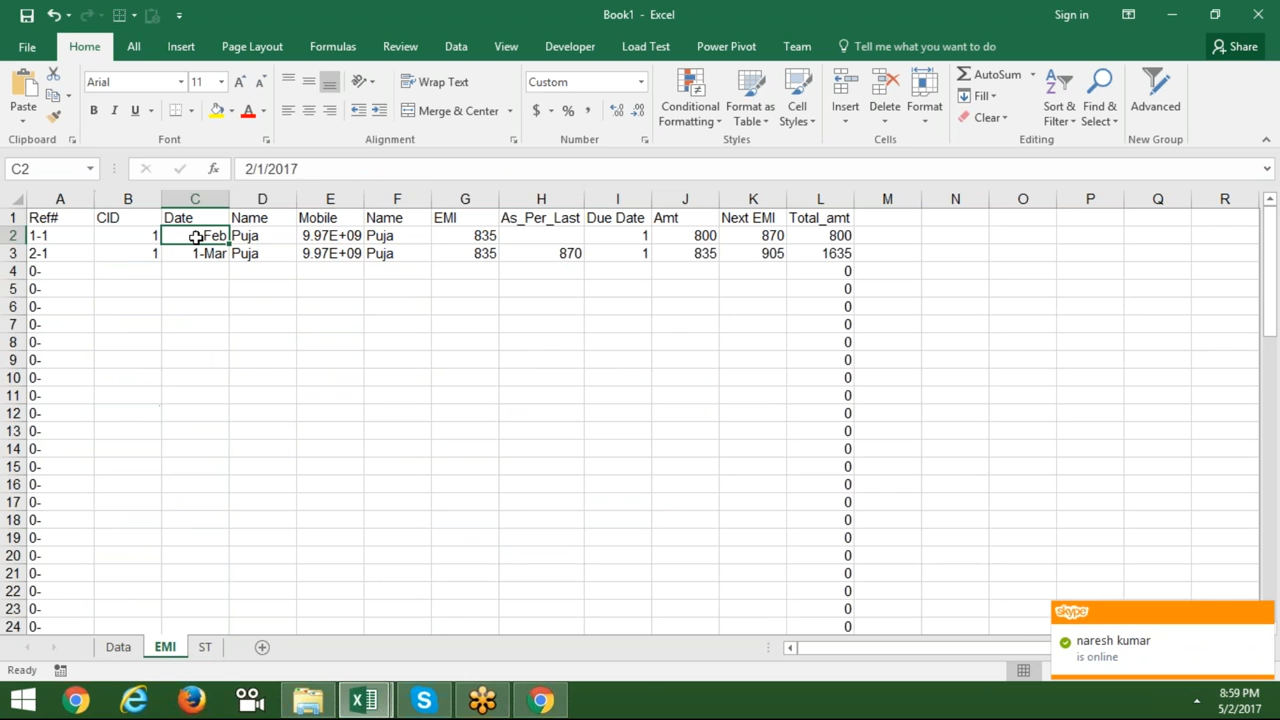 Book1 - Excel
Sign in
File Home All Insert Page Layout Formulas Review Data View Developer Load Test Power Pivot Team Tell me what you want to do Share
Paste
Arial 11
B I U
Wrap Text
Merge & Center
Custom
$ % ,
Conditional Formatting
Format as Table
Cell Styles
Insert Delete Format
AutoSum
Fill
Clear
Sort & Filter
Find & Select
Advanced
Clipboard Font Alignment Number Styles Cells Editing New Group
C2 fx 2/1/2017
A B C D E F G H I J K L M N O P Q R
1 Ref# CID Date Name Mobile Name EMI As_Per_Last Due Date Amt Next EMI Total_amt
2 1-1 1 Feb Puja 9.97E+09 Puja 835 1 800 870 800
3 2-1 1 1-Mar Puja 9.97E+09 Puja 835 870 1 835 905 1635
4 0- 0
5 0- 0
6 0- 0
7 0- 0
8 0- 0
9 0- 0
10 0- 0
11 0- 0
12 0- 0
13 0- 0
14 0- 0
15 0- 0
16 0- 0
17 0- 0
18 0- 0
19 0- 0
20 0- 0
21 0- 0
22 0- 0
23 0- 0
24 0- 0
skype
naresh kumar
is online
Data EMI ST
Ready
8:59 PM
5/2/2017